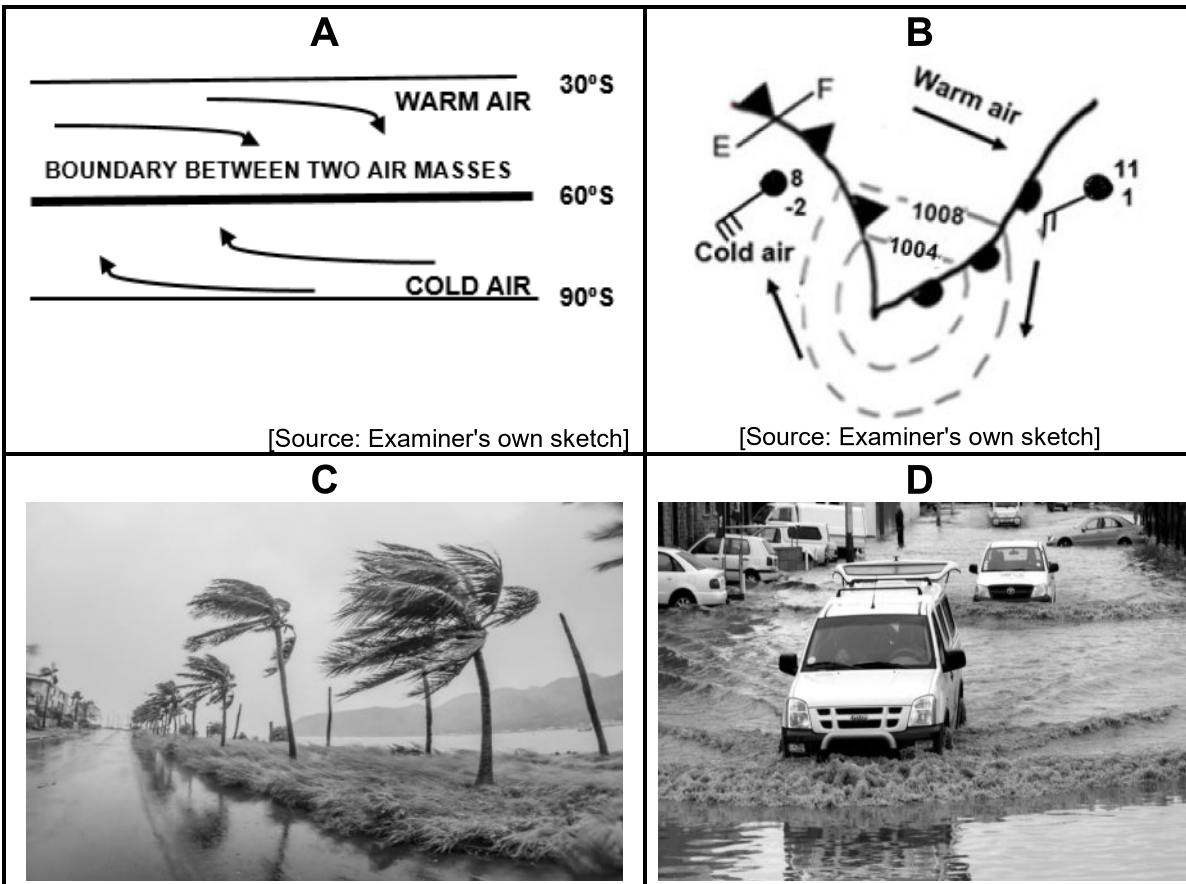 A
30ºS
WARM AIR
BOUNDARY BETWEEN TWO AIR MASSES
60ºS
COLD AIR
90ºS
[Source: Examiner's own sketch]
B
F
Warm air
E
8
-2
11
1
1008
1004
Cold air
[Source: Examiner's own sketch]
C
D